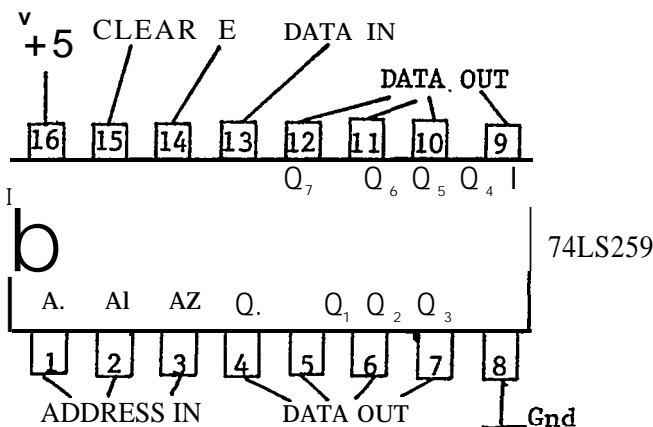 V
+5 CLEAR E DATA IN
DATA. OUT
16 15 14 13 12 11 10 9
Q₇ Q₆ Q₅ Q₄ I
I
b
74LS259
A. Al AZ Q. Q₁ Q₂ Q₃
1 2 3 4 5 6 7 8
ADDRESS IN DATA OUT Gnd